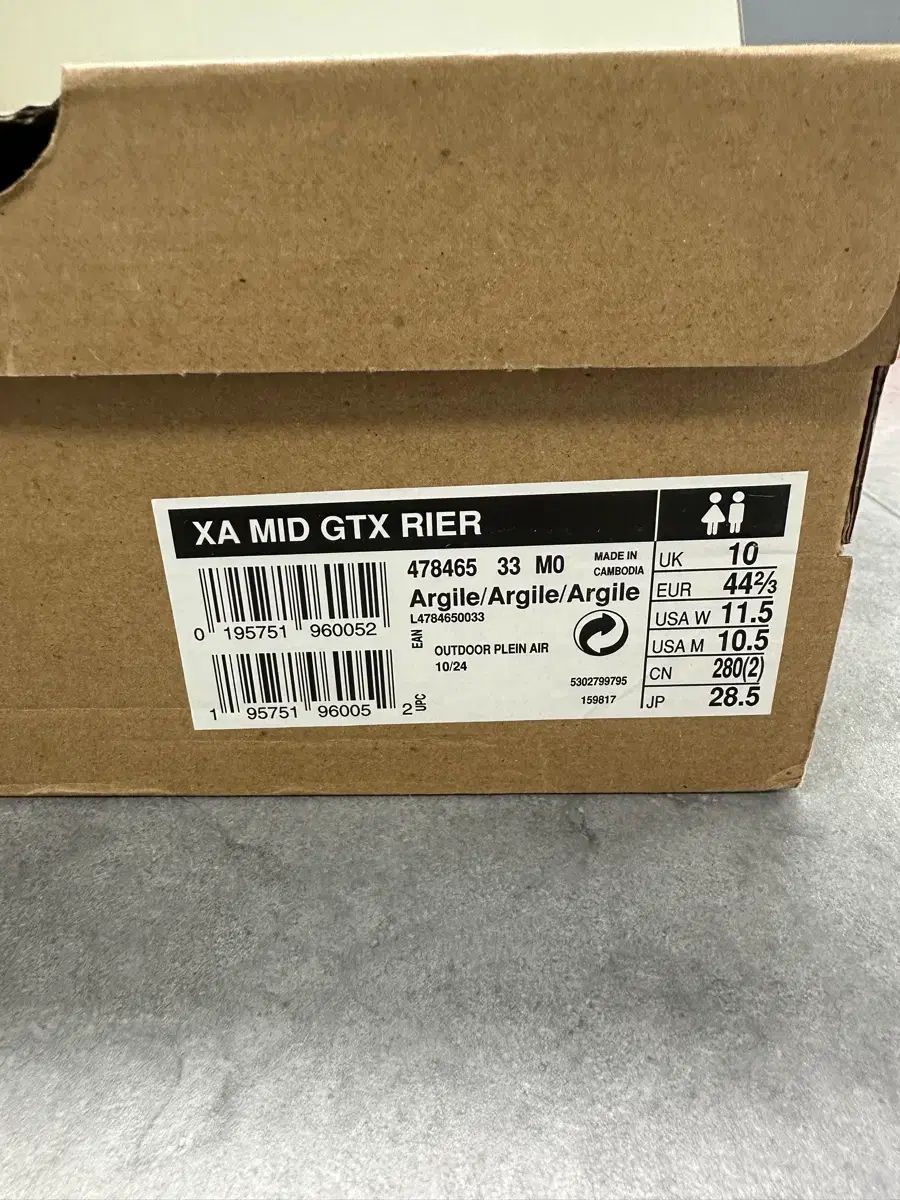 XA MID GTX RIER
0 195751 960052
1 95751 96005 2
EAN
UPC
478465 33 M0
MADE IN
CAMBODIA
Argile/Argile/Argile
L4784650033
OUTDOOR PLEIN AIR
10/24
5302799795
159817
UK 10
EUR 44 2/3
USA W 11.5
USA M 10.5
CN 280(2)
JP 28.5